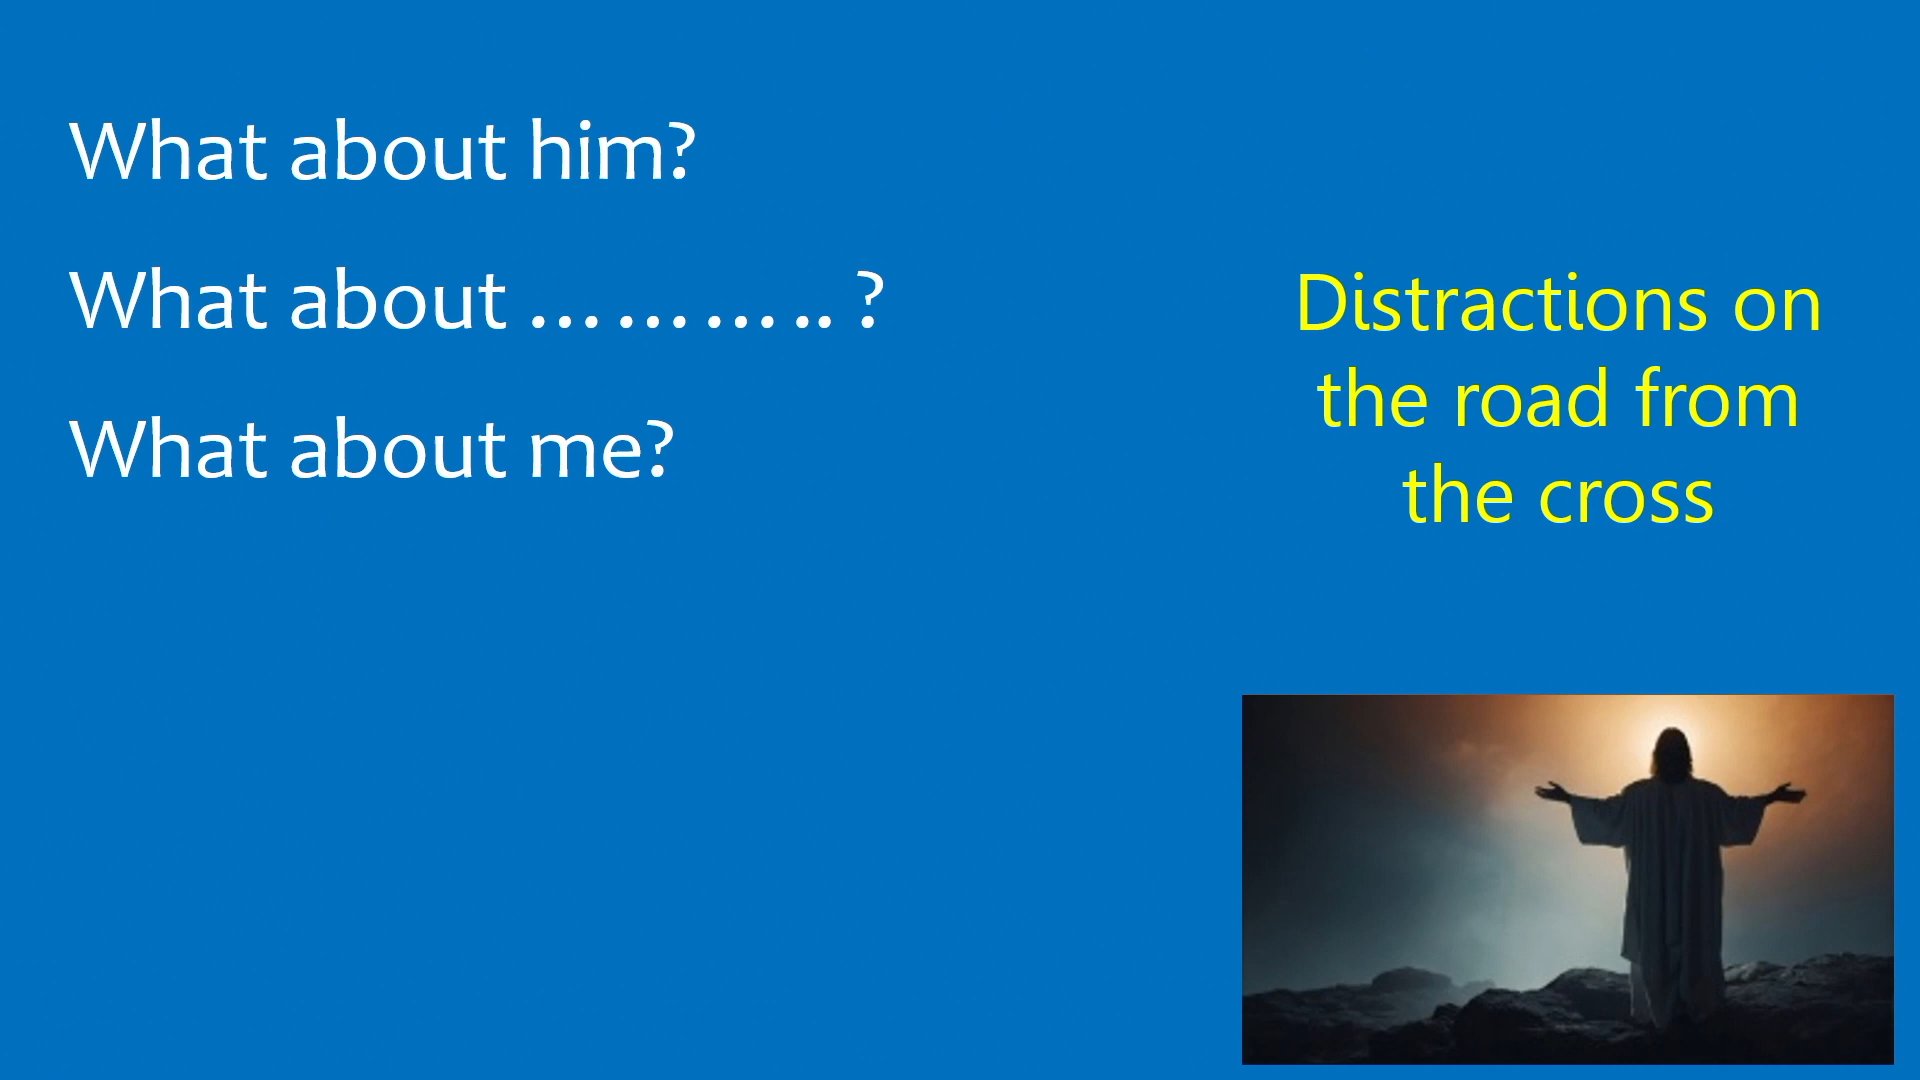 What about him?
What about ……….. ?
What about me?
Distractions on
the road from
the cross